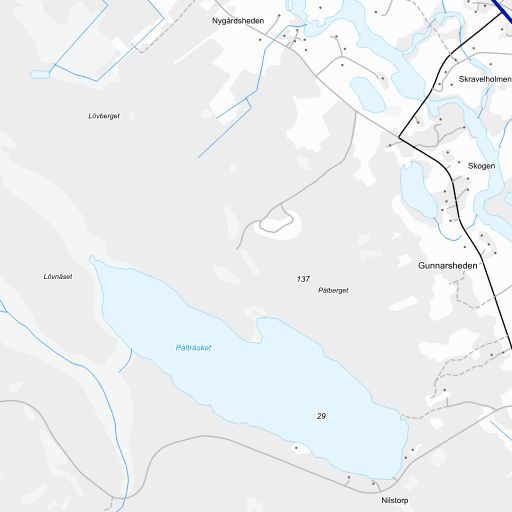 Nygårdsheden
Skravelholmen
Lövberget
Skogen
Gunnarsheden
Lövnäset
137
Pålberget
Pålträsket
29
Nilstorp